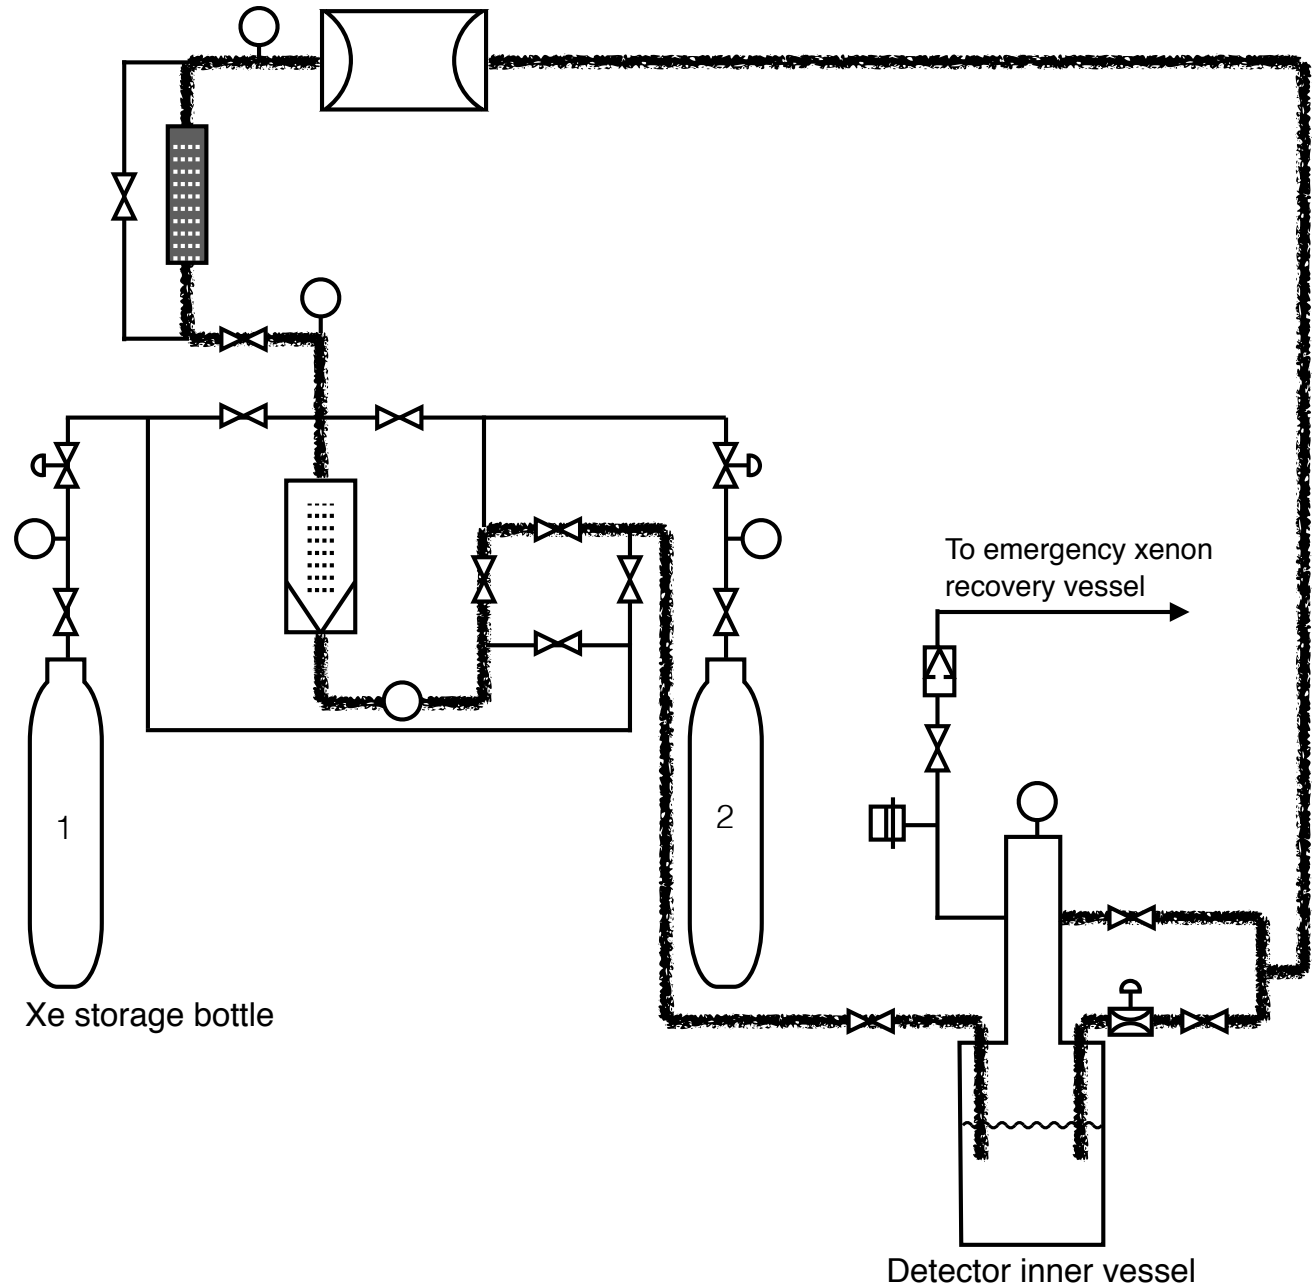 To emergency xenon
recovery vessel
1
2
Xe storage bottle
Detector inner vessel